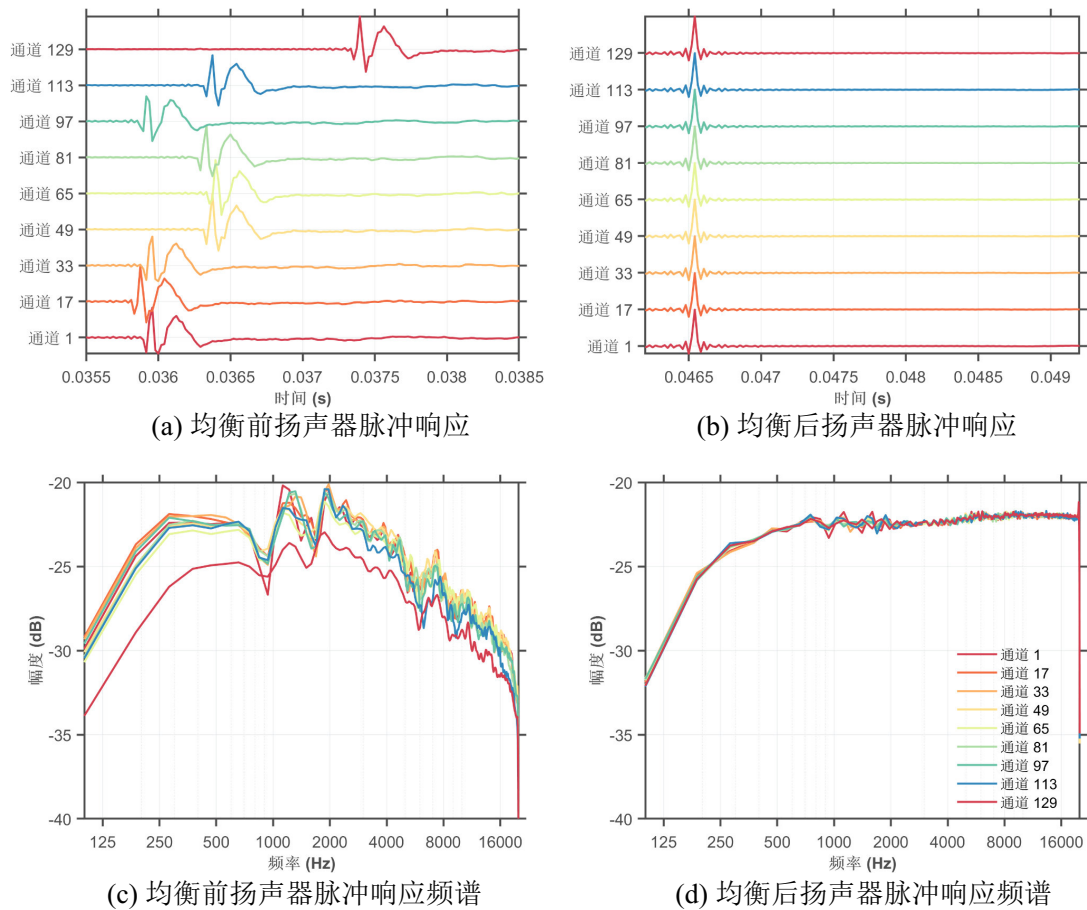 通道 129
通道 113
通道 97
通道 81
通道 65
通道 49
通道 33
通道 17
通道 1
0.0355 0.036 0.0365 0.037 0.0375 0.038 0.0385
时间 (s)
(a) 均衡前扬声器脉冲响应
通道 129
通道 113
通道 97
通道 81
通道 65
通道 49
通道 33
通道 17
通道 1
0.0465 0.047 0.0475 0.048 0.0485 0.049
时间 (s)
(b) 均衡后扬声器脉冲响应
-20
-25
-30
-35
-40
幅度 (dB)
125 250 500 1000 2000 4000 8000 16000
频率 (Hz)
(c) 均衡前扬声器脉冲响应频谱
-20
-25
-30
-35
-40
幅度 (dB)
通道 1
通道 17
通道 33
通道 49
通道 65
通道 81
通道 97
通道 113
通道 129
125 250 500 1000 2000 4000 8000 16000
频率 (Hz)
(d) 均衡后扬声器脉冲响应频谱